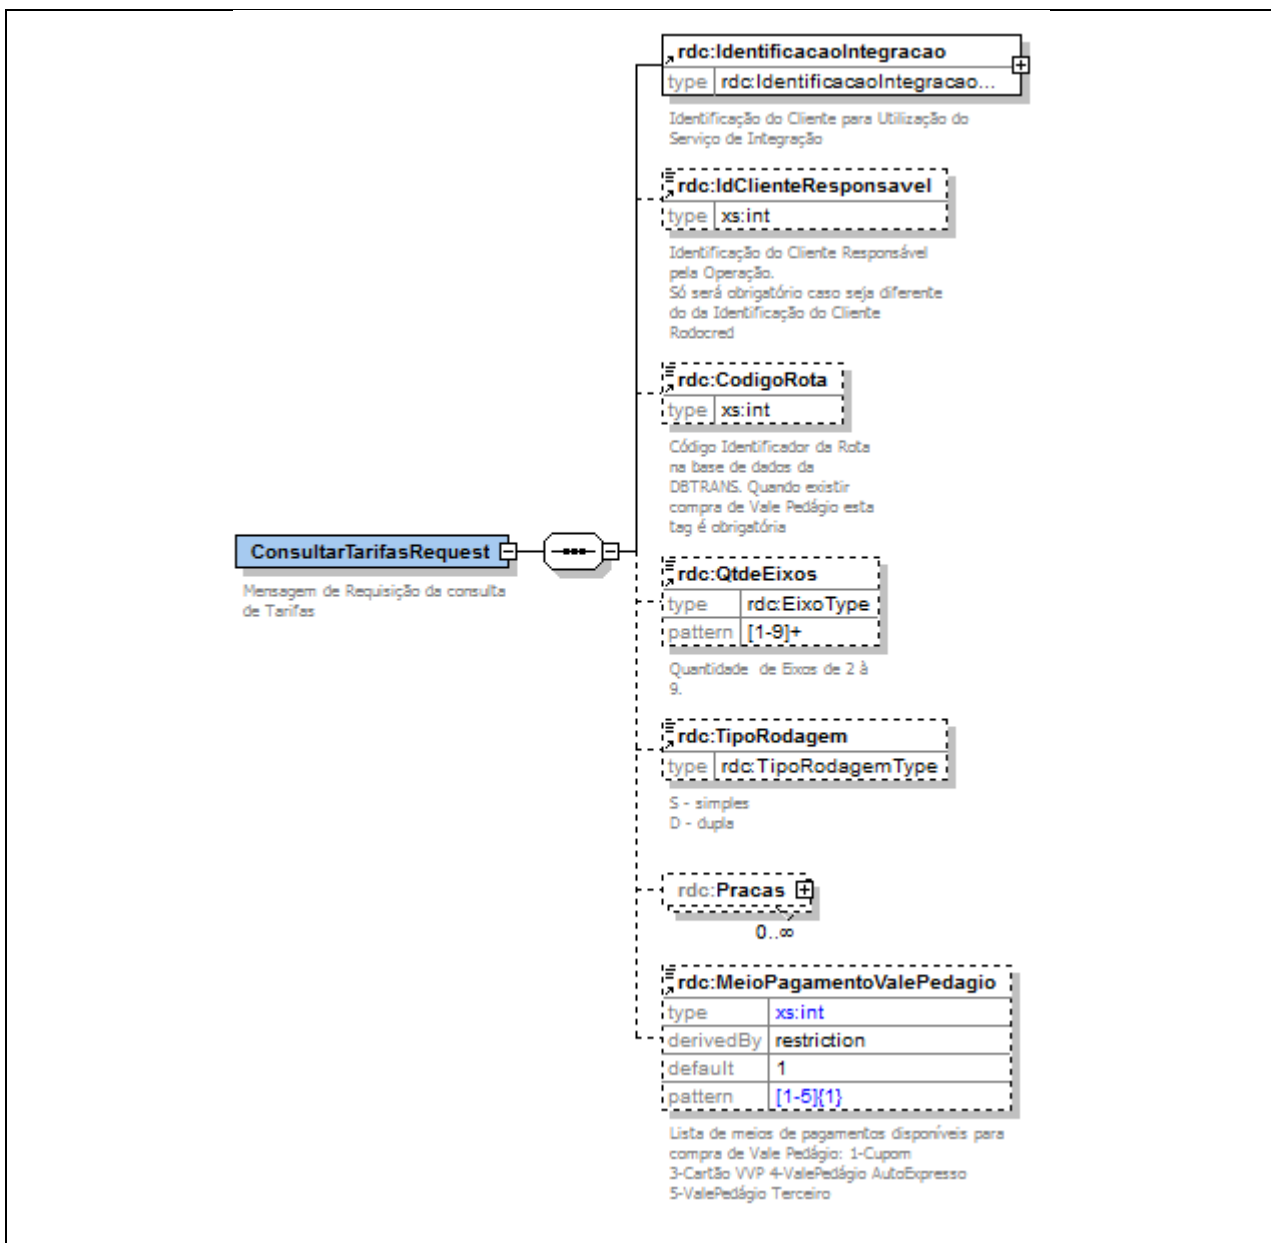 rdc:IdentificacaoIntegracao
type rdc:IdentificacaoIntegracao...
Identificação do Cliente para Utilização do
Serviço de Integração
rdc:IdClienteResponsavel
type xs:int
Identificação do Cliente Responsável
pela Operação.
Só será obrigatório caso seja diferente
do da Identificação do Cliente
Rodocred
rdc:CodigoRota
type xs:int
Código Identificador da Rota
na base de dados da
DBTRANS. Quando existir
compra de Vale Pedágio esta
tag é obrigatória
ConsultarTarifasRequest
Mensagem de Requisição da consulta
de Tarifas
rdc:QtdeEixos
type rdc:EixoType
pattern [1-9]+
Quantidade de Eixos de 2 à
9.
rdc:TipoRodagem
type rdc:TipoRodagemType
S - simples
D - dupla
rdc:Pracas
0..∞
rdc:MeioPagamentoValePedagio
type xs:int
derivedBy restriction
default 1
pattern [1-5]{1}
Lista de meios de pagamentos disponíveis para
compra de Vale Pedágio: 1-Cupom
3-Cartão VVP 4-ValePedágio AutoExpresso
5-ValePedágio Terceiro